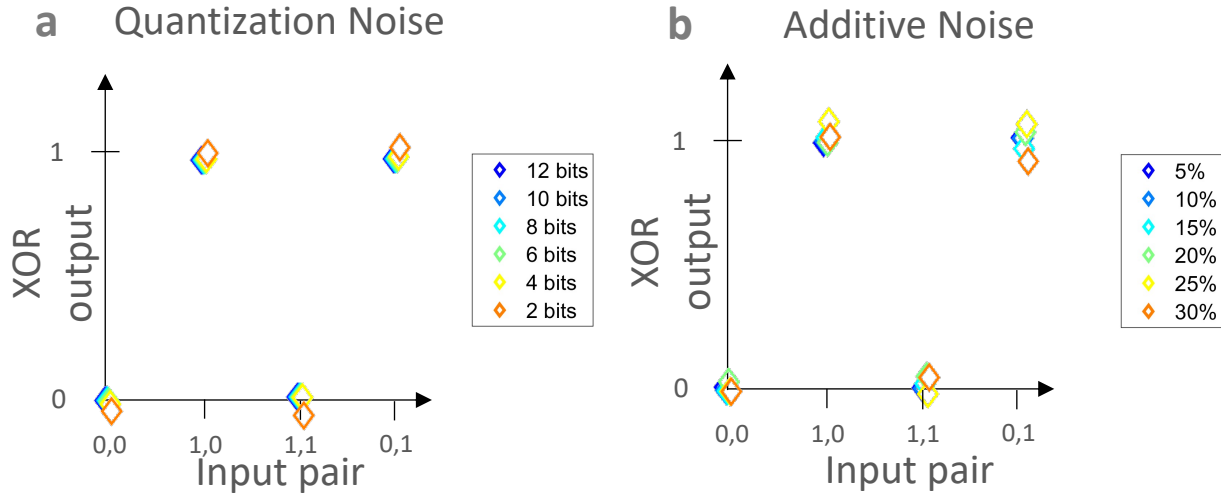 a Quantization Noise
1
0
XOR
output
0,0 1,0 1,1 0,1
Input pair
12 bits
10 bits
8 bits
6 bits
4 bits
2 bits
b Additive Noise
1
0
XOR
output
0,0 1,0 1,1 0,1
Input pair
5%
10%
15%
20%
25%
30%